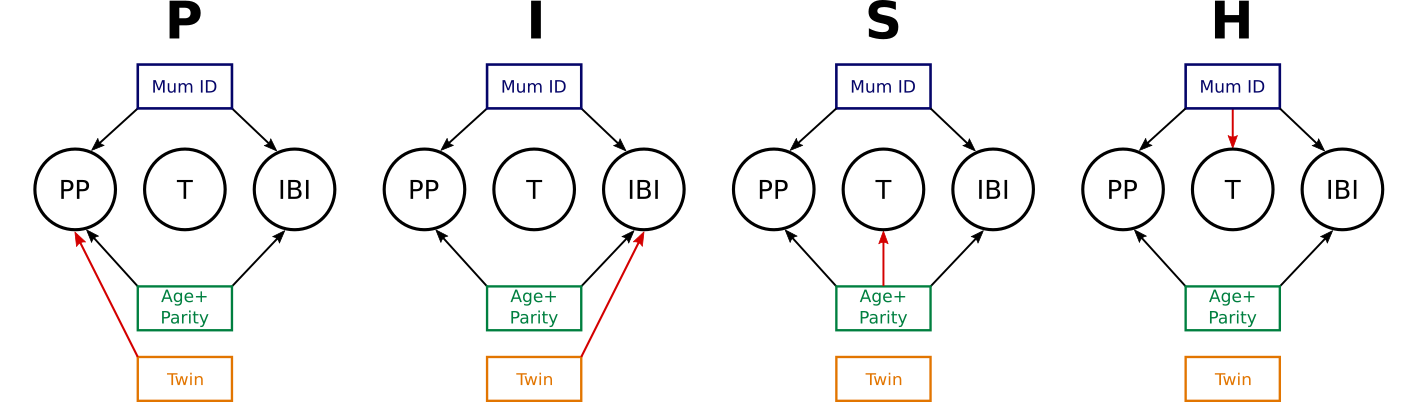 P I S H
Mum ID Mum ID Mum ID Mum ID
PP T IBI PP T IBI PP T IBI PP T IBI
Age+ Age+ Age+ Age+
Parity Parity Parity Parity
Twin Twin Twin Twin